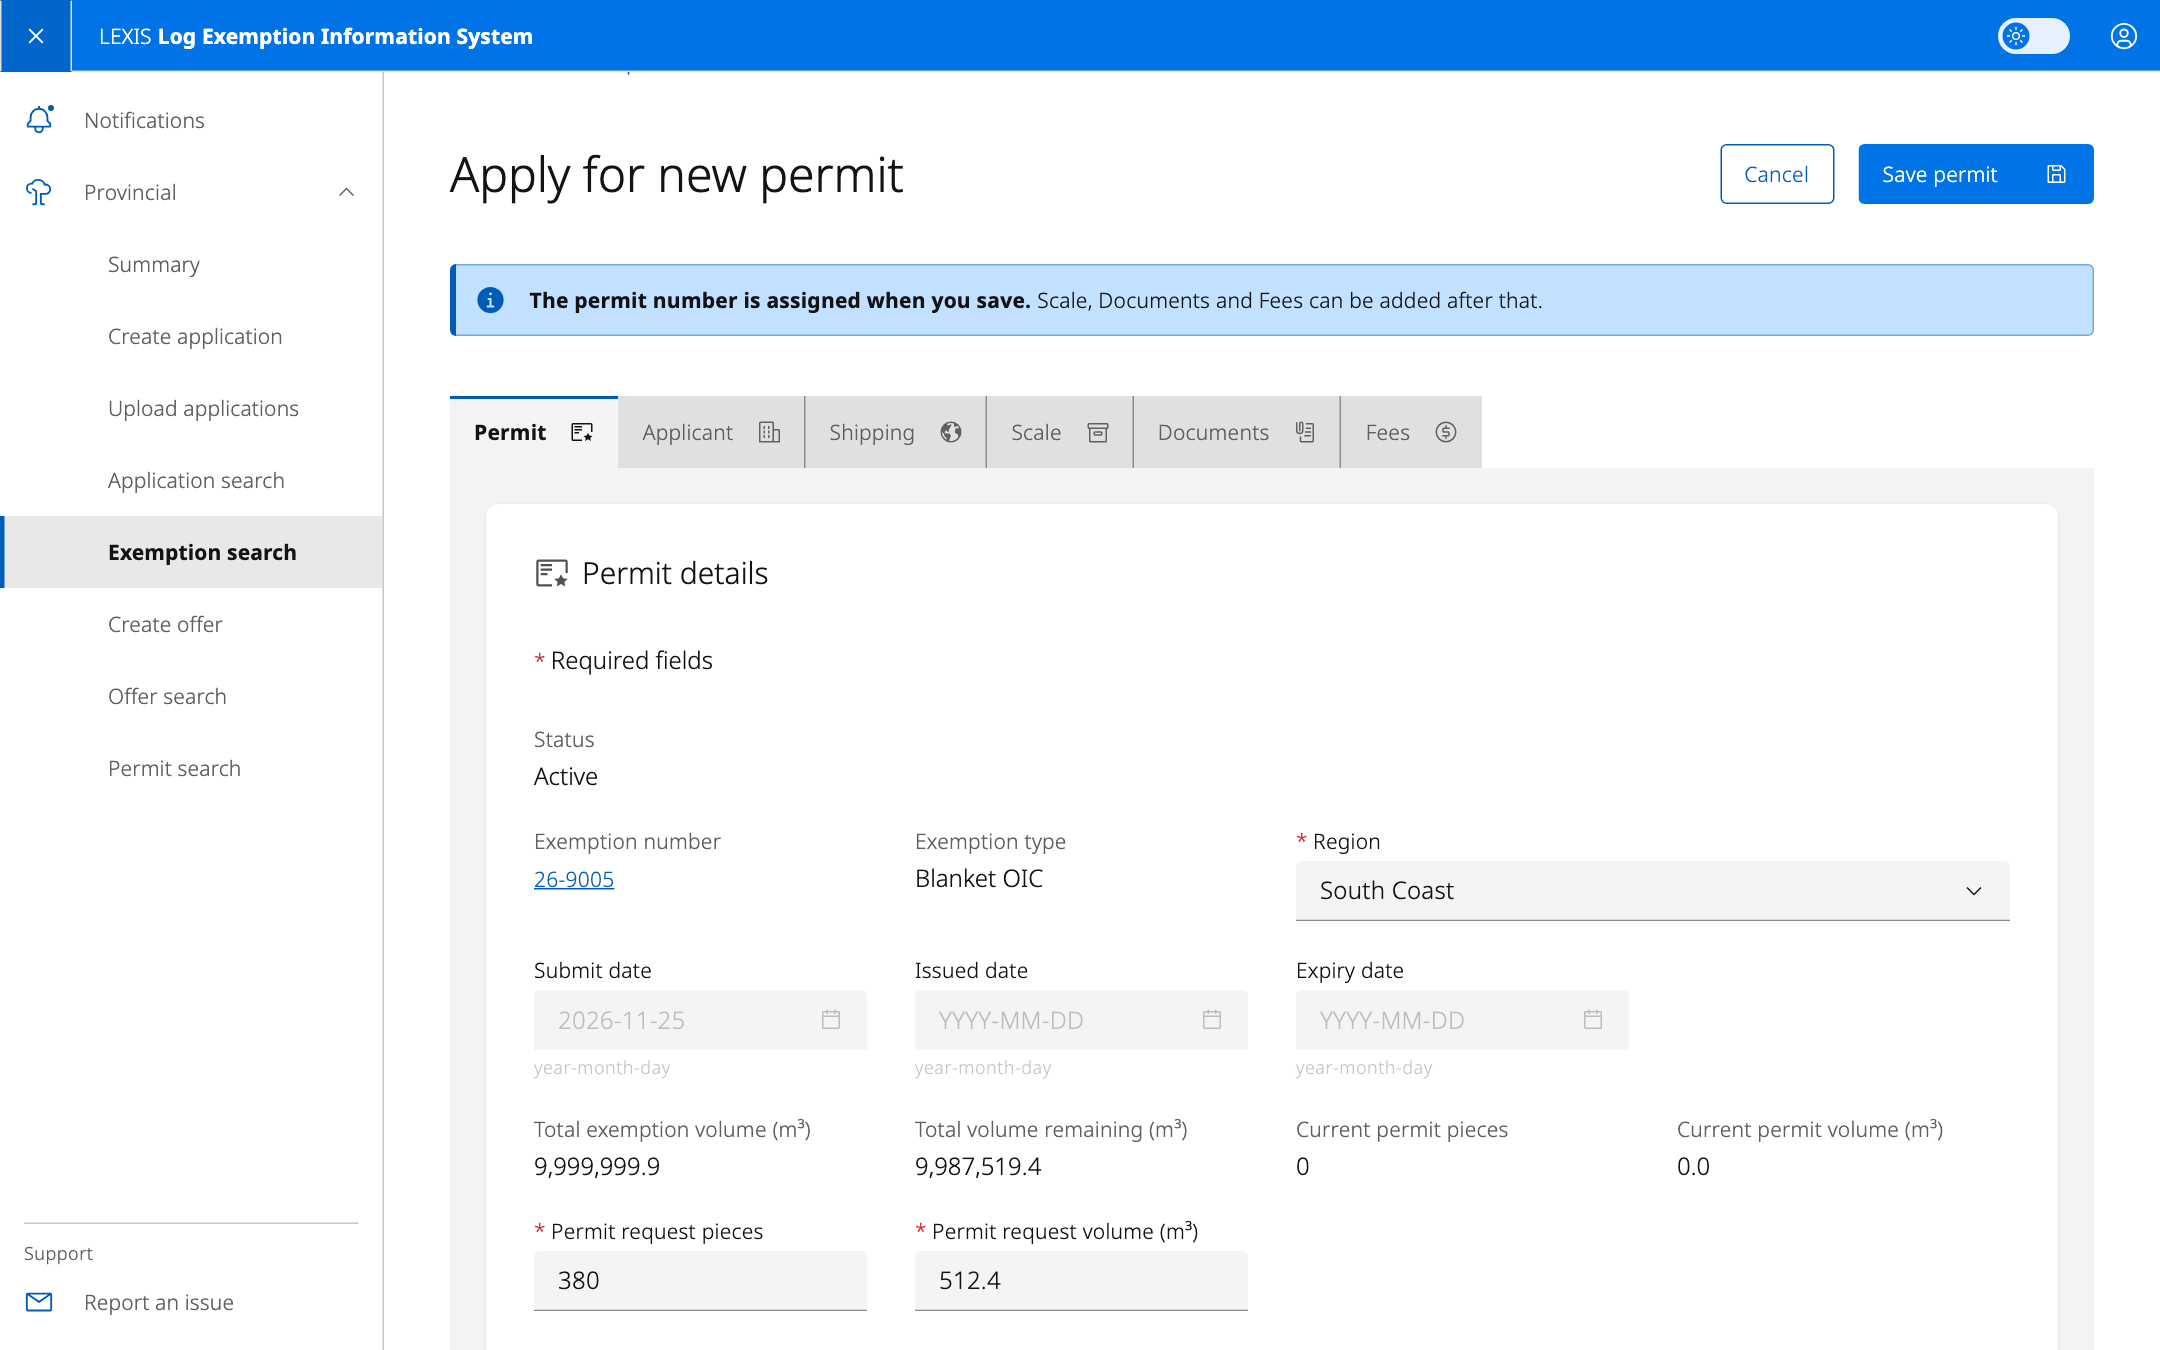 LEXIS Log Exemption Information System
Notifications
Provincial
Summary
Create application
Upload applications
Application search
Exemption search
Create offer
Offer search
Permit search
Support
Report an issue
Apply for new permit
Cancel
Save permit
The permit number is assigned when you save. Scale, Documents and Fees can be added after that.
Permit
Applicant
Shipping
Scale
Documents
Fees
Permit details
* Required fields
Status
Active
Exemption number
26-9005
Exemption type
Blanket OIC
* Region
South Coast
Submit date
2026-11-25
year-month-day
Issued date
YYYY-MM-DD
year-month-day
Expiry date
YYYY-MM-DD
year-month-day
Total exemption volume (m³)
9,999,999.9
Total volume remaining (m³)
9,987,519.4
Current permit pieces
0
Current permit volume (m³)
0.0
* Permit request pieces
380
* Permit request volume (m³)
512.4